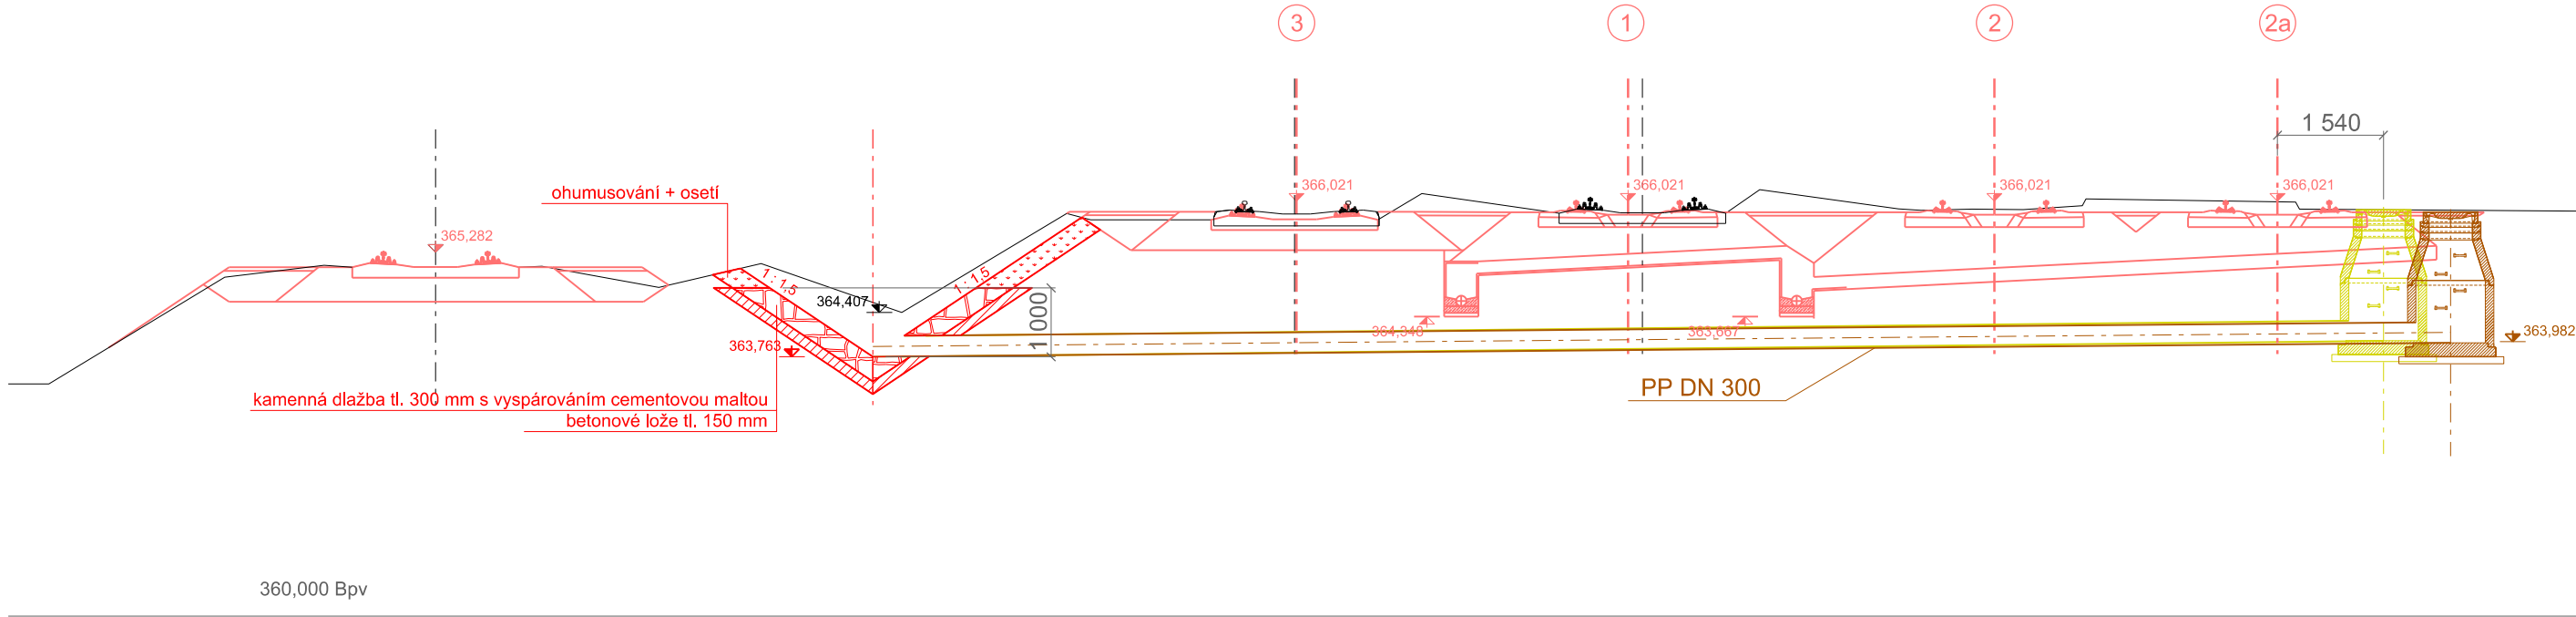 3
1
2
2a
1 540
ohumusování + osetí
366,021
366,021
366,021
366,021
365,282
1 : 1,5
1 : 1,5
364,407
1 000
364,348
363,667
363,763
363,982
kamenná dlažba tl. 300 mm s vyspárováním cementovou maltou
betonové lože tl. 150 mm
PP DN 300
360,000 Bpv